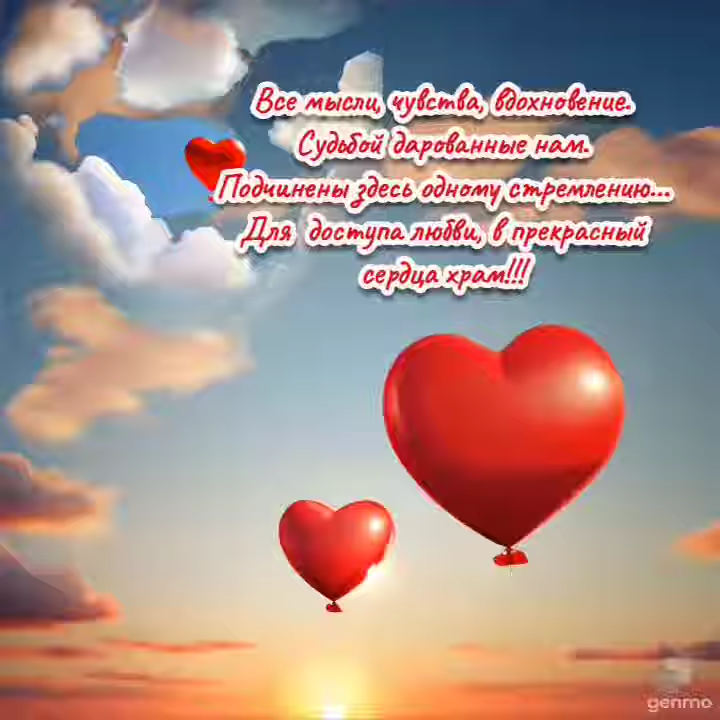 Все мысли, чувства, вдохновение.
Судьбой дарованные нам.
Подчинены здесь одному стремлению...
Для доступа любви, в прекрасный
сердца храм!!!
genmo